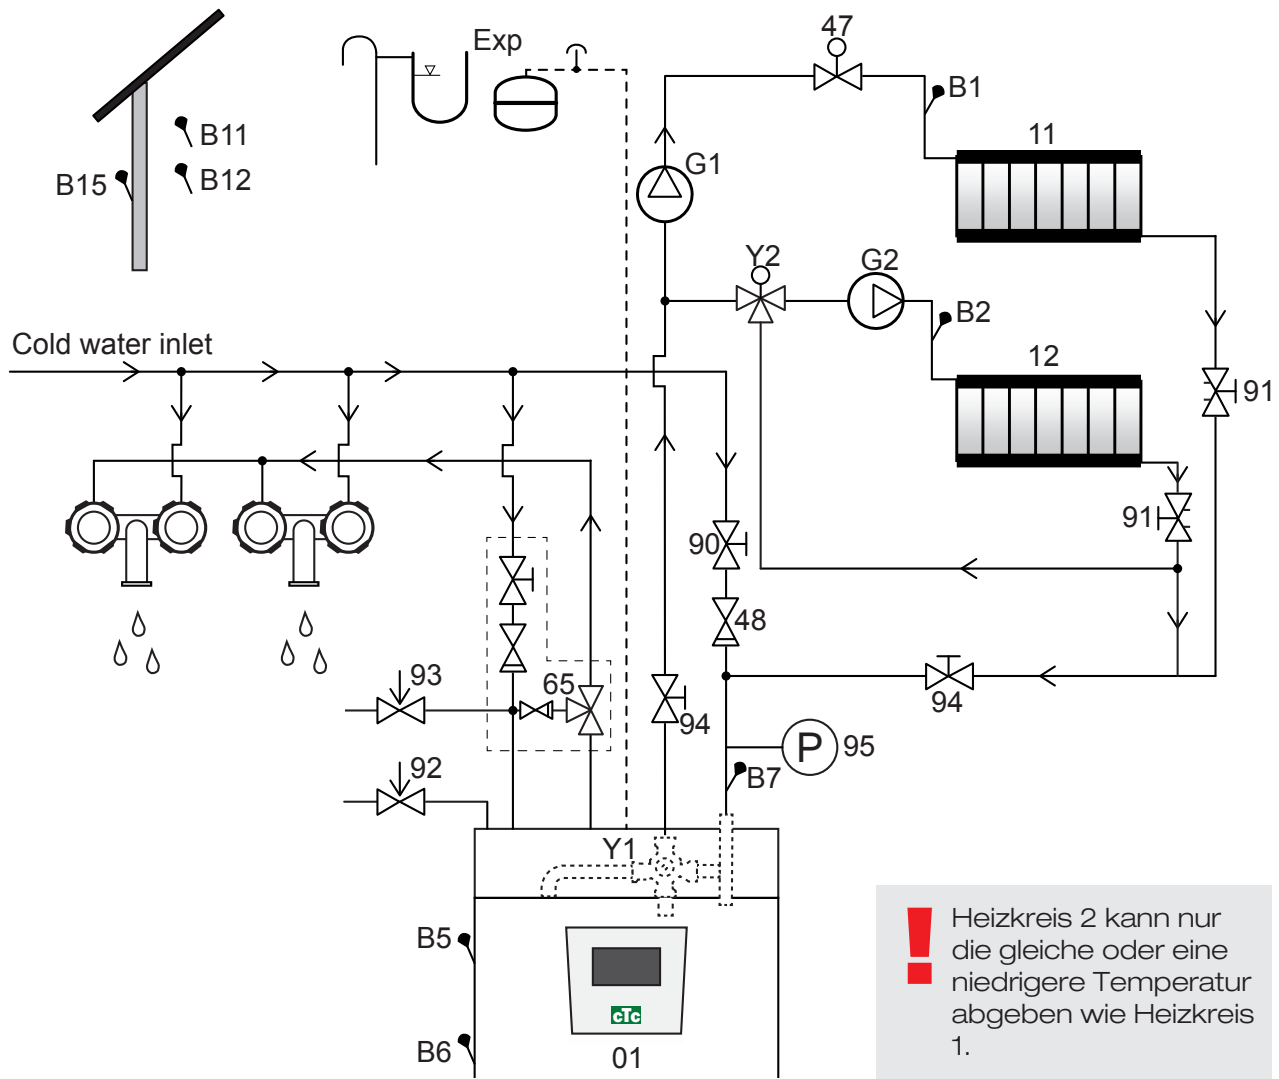 47
Exp
B1
B11
11
G1
B12
B15
Y2
G2
B2
Cold water inlet
12
91
91
90
48
93
65
94
94
P
95
B7
92
Y1
B5
cTc
B6
01
Heizkreis 2 kann nur
die gleiche oder eine
niedrigere Temperatur
abgeben wie Heizkreis
1.